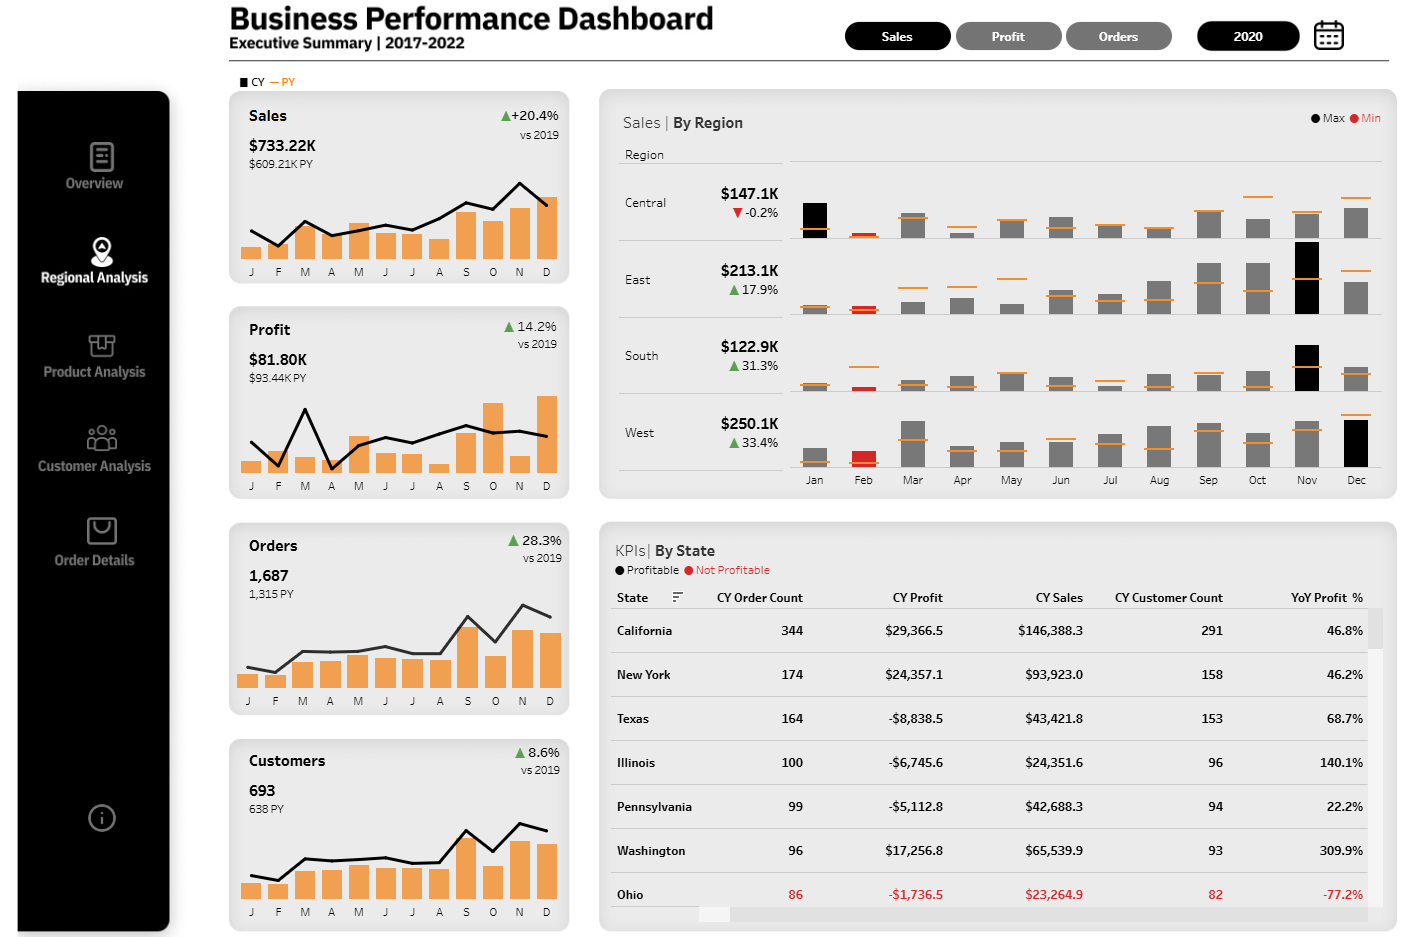 Business Performance Dashboard
Executive Summary | 2017-2022
Sales
Profit
Orders
2020
Overview
Regional Analysis
Product Analysis
Customer Analysis
Order Details
CY PY
Sales
+20.4%
vs 2019
$733.22K
$609.21K PY
J F M A M J J A S O N D
Profit
14.2%
vs 2019
$81.80K
$93.44K PY
J F M A M J J A S O N D
Orders
28.3%
vs 2019
1,687
1,315 PY
J F M A M J J A S O N D
Customers
8.6%
vs 2019
693
638 PY
J F M A M J J A S O N D
Sales | By Region
Max Min
Region
Central $147.1K
-0.2%
East $213.1K
17.9%
South $122.9K
31.3%
West $250.1K
33.4%
Jan Feb Mar Apr May Jun Jul Aug Sep Oct Nov Dec
KPIs| By State
Profitable Not Profitable
State CY Order Count CY Profit CY Sales CY Customer Count YoY Profit %
California 344 $29,366.5 $146,388.3 291 46.8%
New York 174 $24,357.1 $93,923.0 158 46.2%
Texas 164 -$8,838.5 $43,421.8 153 68.7%
Illinois 100 -$6,745.6 $24,351.6 96 140.1%
Pennsylvania 99 -$5,112.8 $42,688.3 94 22.2%
Washington 96 $17,256.8 $65,539.9 93 309.9%
Ohio 86 -$1,736.5 $23,264.9 82 -77.2%